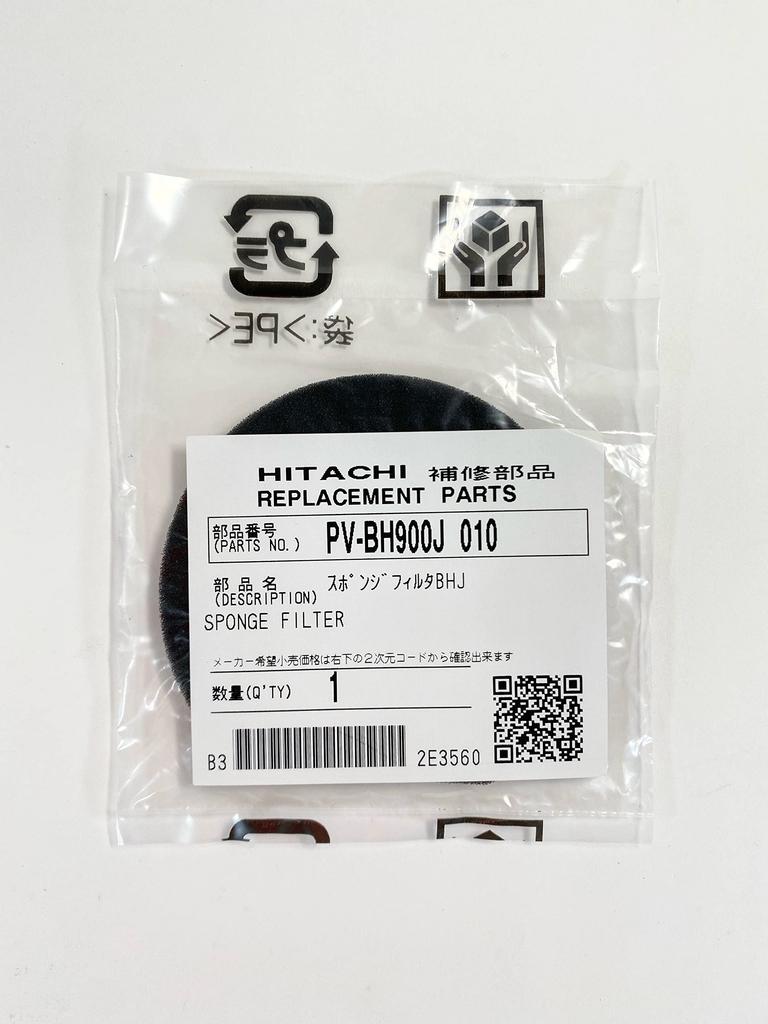 プラ
袋:>PE<
HITACHI 補修部品
REPLACEMENT PARTS
部品番号
(PARTS NO.) PV-BH900J 010
部品名 スポンジフィルタBHJ
(DESCRIPTION)
SPONGE FILTER
メーカー希望小売価格は右下の2次元コードから確認出来ます
数量(Q'TY) 1
B3 2E3560